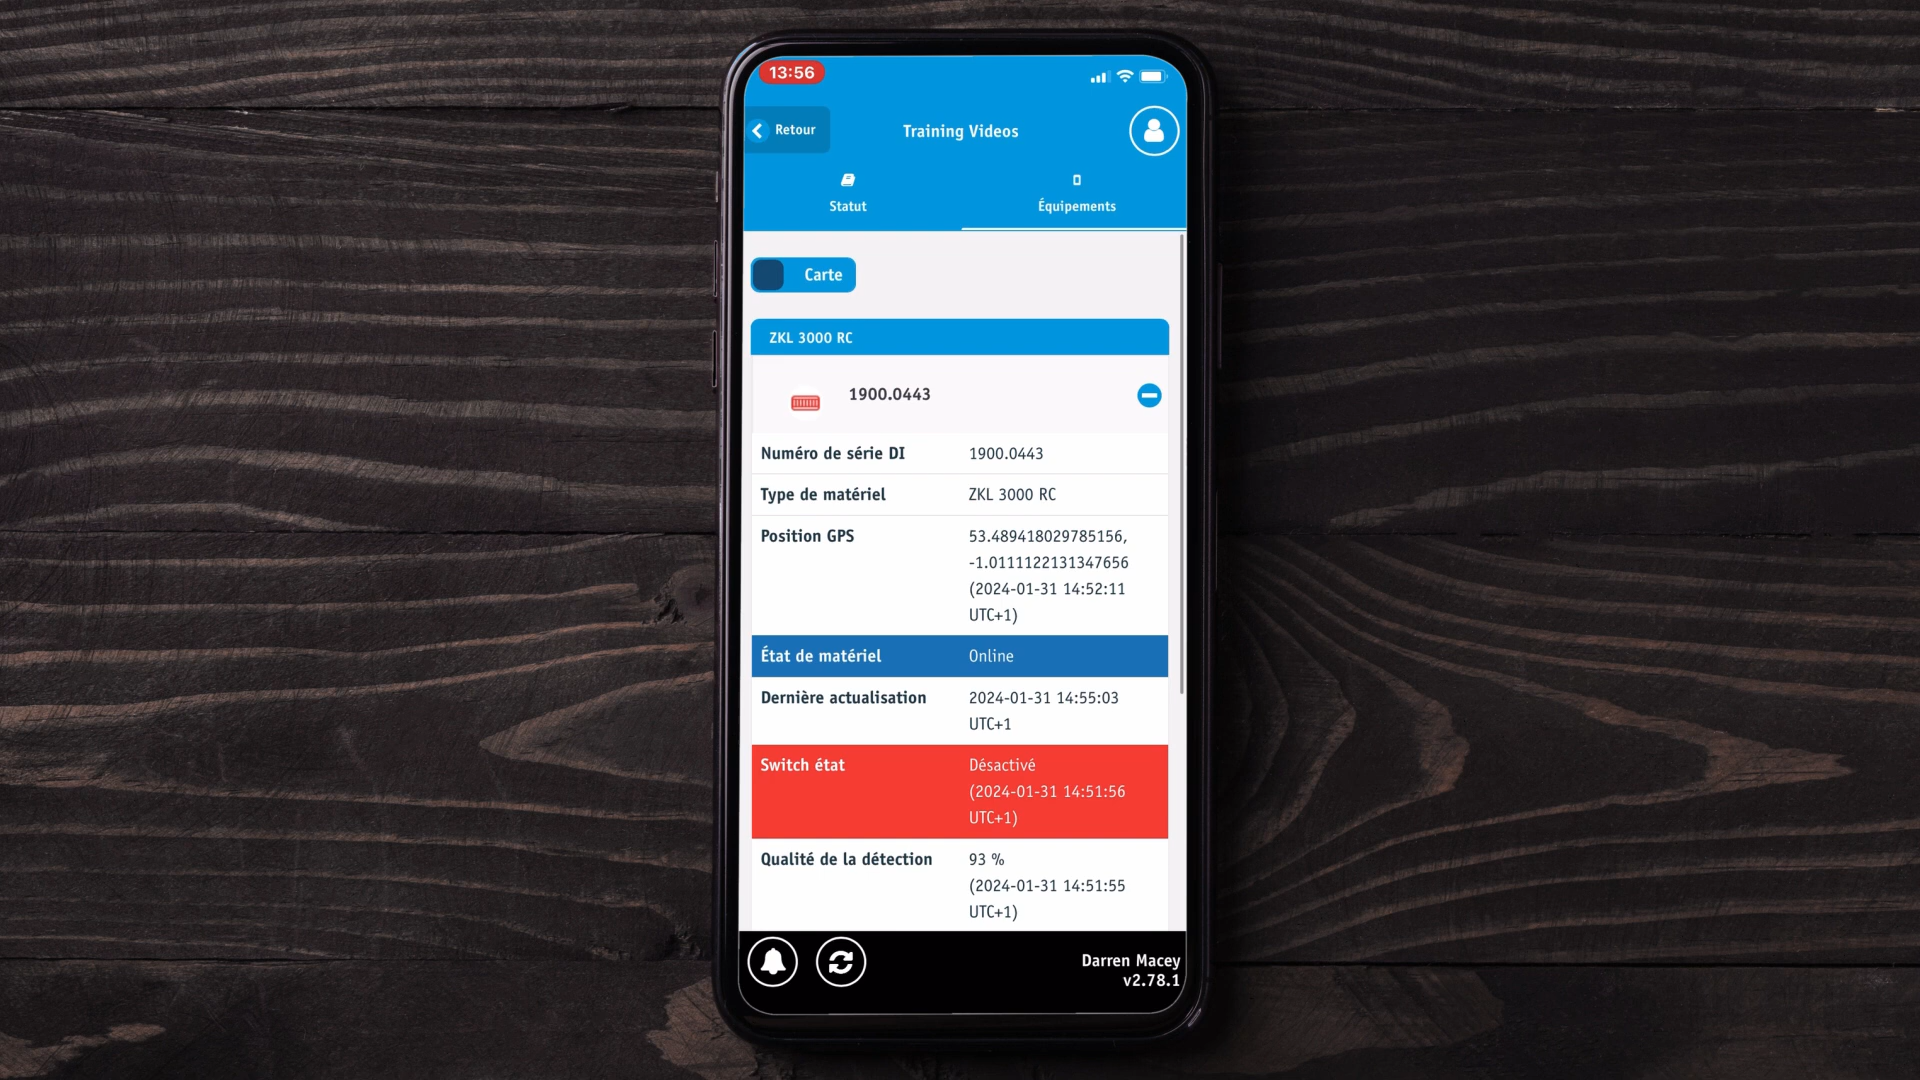 13:56
Retour
Training Videos
Statut
Équipements
Carte
ZKL 3000 RC
1900.0443
Numéro de série DI 1900.0443
Type de matériel ZKL 3000 RC
Position GPS 53.489418029785156,
-1.0111122131347656
(2024-01-31 14:52:11
UTC+1)
État de matériel Online
Dernière actualisation 2024-01-31 14:55:03
UTC+1
Switch état Désactivé
(2024-01-31 14:51:56
UTC+1)
Qualité de la détection 93 %
(2024-01-31 14:51:55
UTC+1)
Darren Macey
v2.78.1